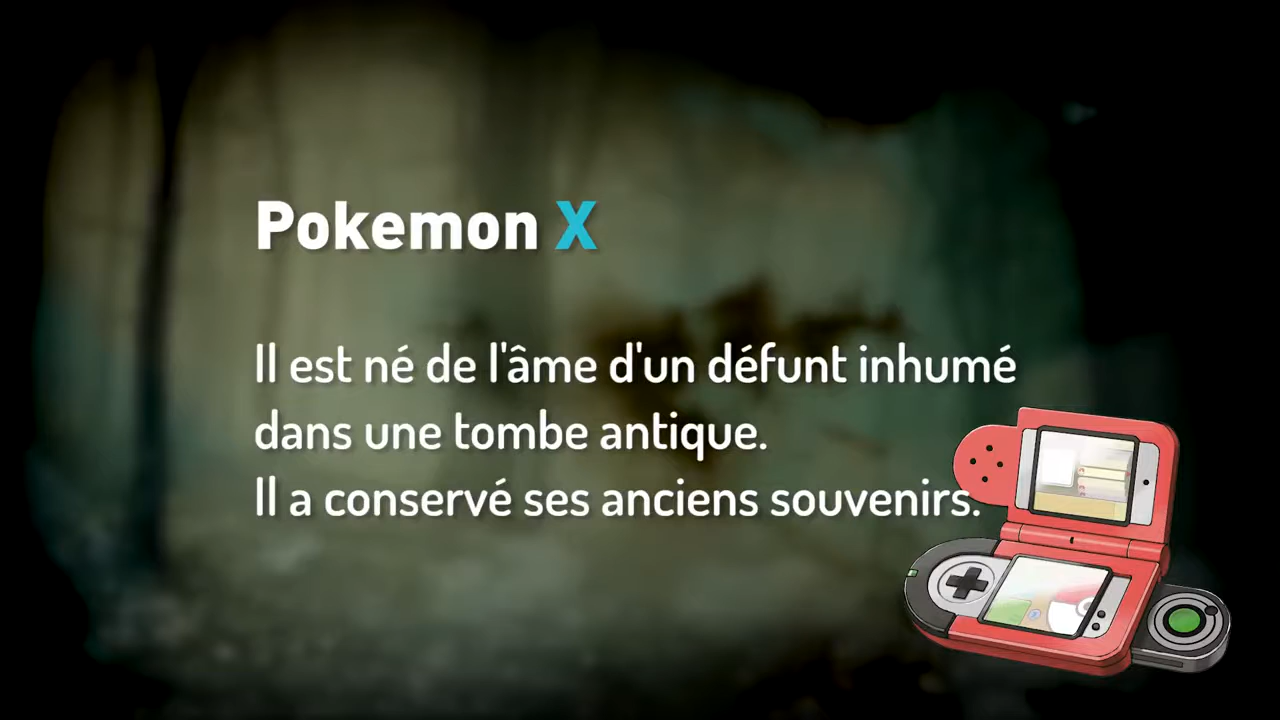 Pokemon X
Il est né de l'âme d'un défunt inhumé
dans une tombe antique.
Il a conservé ses anciens souvenirs.